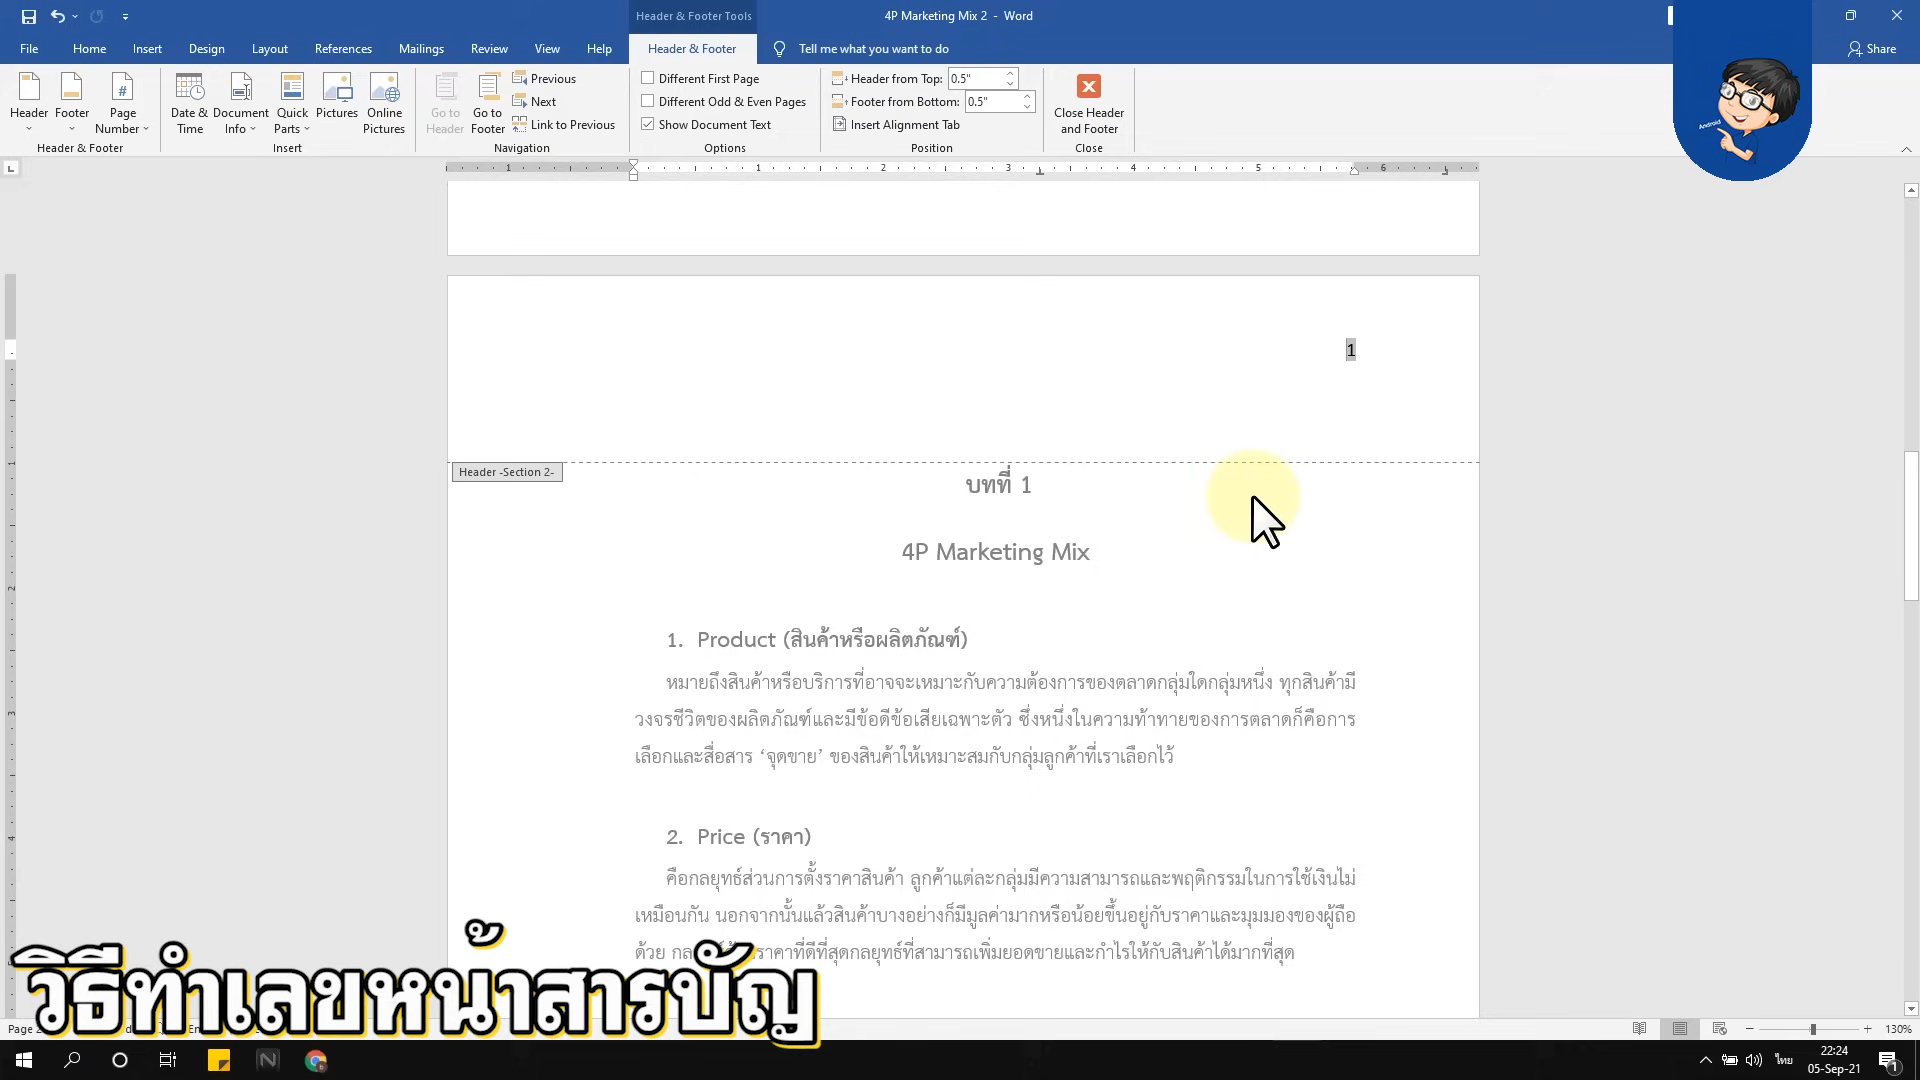 Header & Footer Tools
4P Marketing Mix 2 - Word
File Home Insert Design Layout References Mailings Review View Help Header & Footer Tell me what you want to do Share
Header Footer Page Number
Header & Footer
Date & Time Document Info Quick Parts Pictures Online Pictures
Insert
Go to Header Go to Footer Previous
Next
Link to Previous
Navigation
Different First Page
Different Odd & Even Pages
Show Document Text
Options
Header from Top: 0.5"
Footer from Bottom: 0.5"
Insert Alignment Tab
Position
Close Header and Footer
Close
Android
1 1 2 3 4 5 6
1
Header -Section 2-
บทที่ 1
4P Marketing Mix
1. Product (สินค้าหรือผลิตภัณฑ์)
หมายถึงสินค้าหรือบริการที่อาจจะเหมาะกับความต้องการของตลาดกลุ่มใดกลุ่มหนึ่ง ทุกสินค้ามี
วงจรชีวิตของผลิตภัณฑ์และมีข้อดีข้อเสียเฉพาะตัว ซึ่งหนึ่งในความท้าทายของการตลาดก็คือการ
เลือกและสื่อสาร ‘จุดขาย’ ของสินค้าให้เหมาะสมกับกลุ่มลูกค้าที่เราเลือกไว้
2. Price (ราคา)
คือกลยุทธ์ส่วนการตั้งราคาสินค้า ลูกค้าแต่ละกลุ่มมีความสามารถและพฤติกรรมในการใช้เงินไม่
เหมือนกัน นอกจากนั้นแล้วสินค้าบางอย่างก็มีมูลค่ามากหรือน้อยขึ้นอยู่กับราคาและมุมมองของผู้ถือ
ด้วย ราคาที่ดีที่สุดกลยุทธ์ที่สามารถเพิ่มยอดขายและกำไรให้กับสินค้าได้มากที่สุด
วิธีทำเลขหน้าสารบัญ
Page 130%
ไทย 22:24
05-Sep-21 1